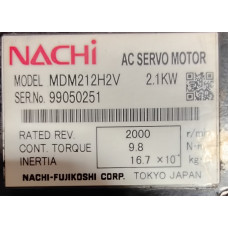 NACHi AC SERVO MOTOR
MODEL MDM212H2V 2.1KW
SER.No. 99050251
RATED REV. 2000 r/min
CONT. TORQUE 9.8
INERTIA 16.7 ×10
NACHI-FUJIKOSHI CORP. TOKYO JAPAN